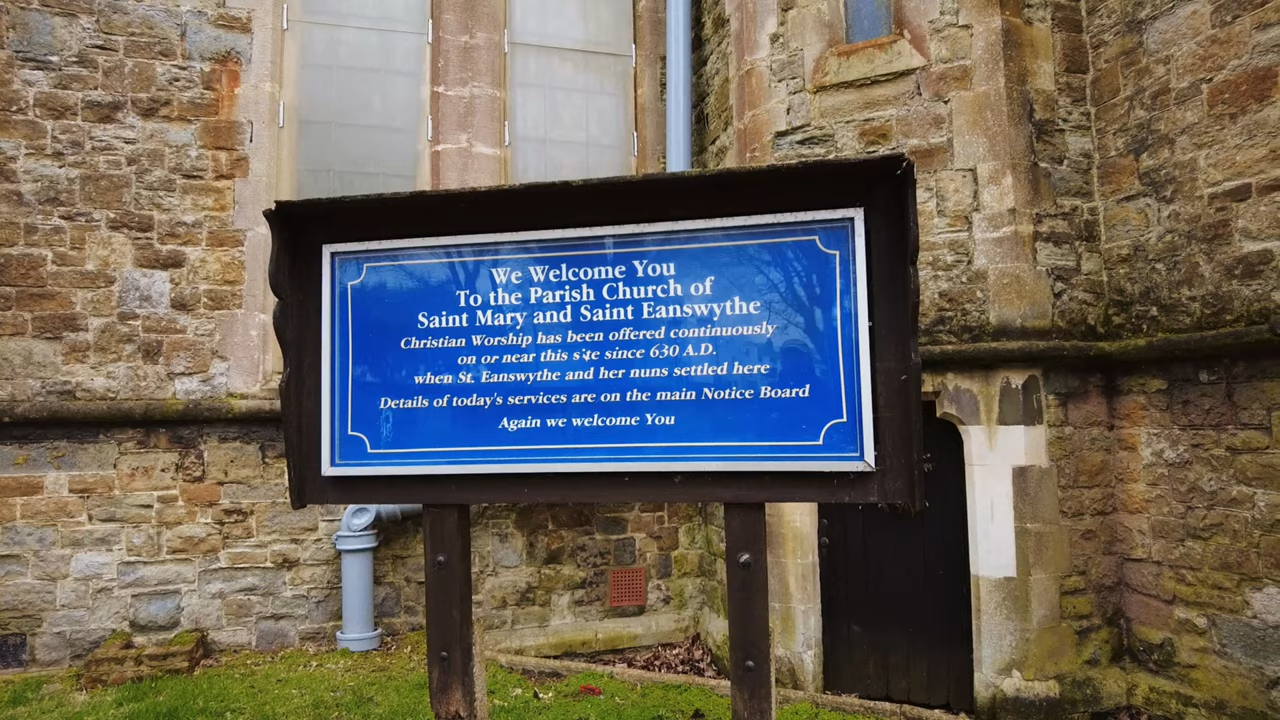 We Welcome You
To the Parish Church of
Saint Mary and Saint Eanswythe
Christian Worship has been offered continuously
on or near this site since 630 A.D.
when St. Eanswythe and her nuns settled here
Details of today's services are on the main Notice Board
Again we welcome You